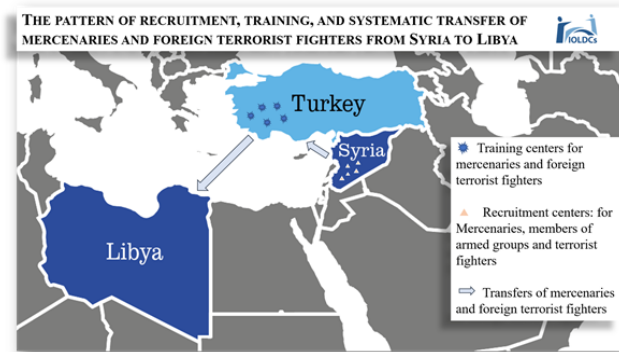 THE PATTERN OF RECRUITMENT, TRAINING, AND SYSTEMATIC TRANSFER OF
MERCENARIES AND FOREIGN TERRORIST FIGHTERS FROM SYRIA TO LIBYA
IOLDCs
Turkey
Syria
Libya
Training centers for
mercenaries and foreign
terrorist fighters
Recruitment centers: for
Mercenaries, members of
armed groups and terrorist
fighters
Transfers of mercenaries
and foreign terrorist fighters